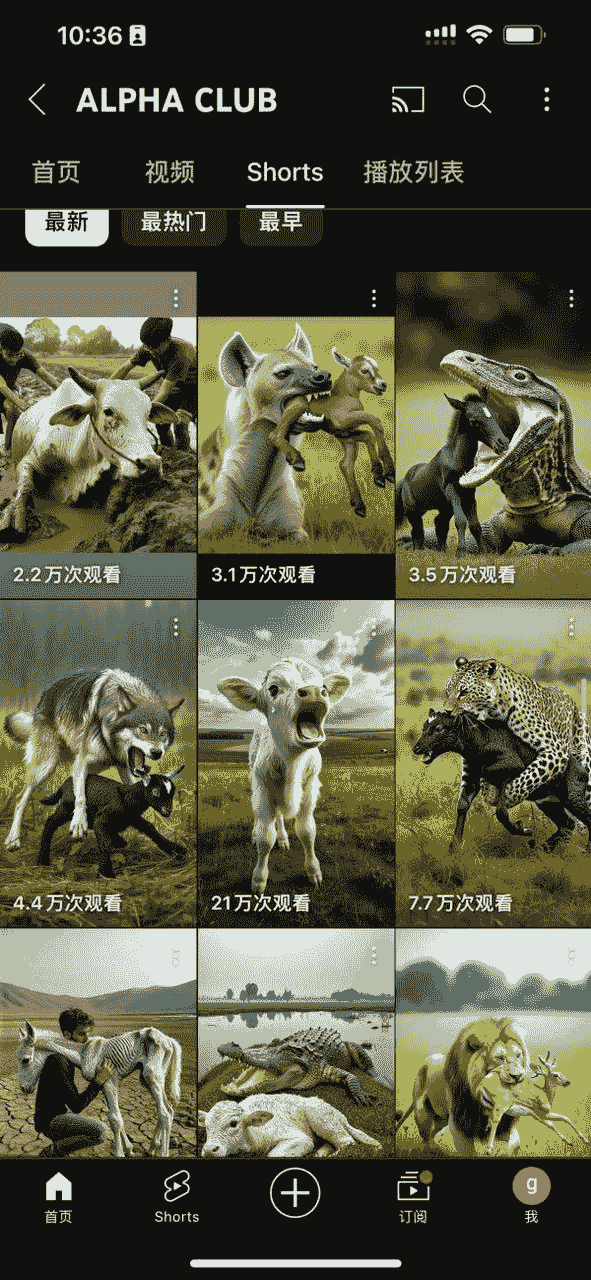 10:36
ALPHA CLUB
首页 视频 Shorts 播放列表
最新 最热门 最早
2.2万次观看 3.1万次观看 3.5万次观看
4.4万次观看 21万次观看 7.7万次观看
g
首页 Shorts 订阅 我